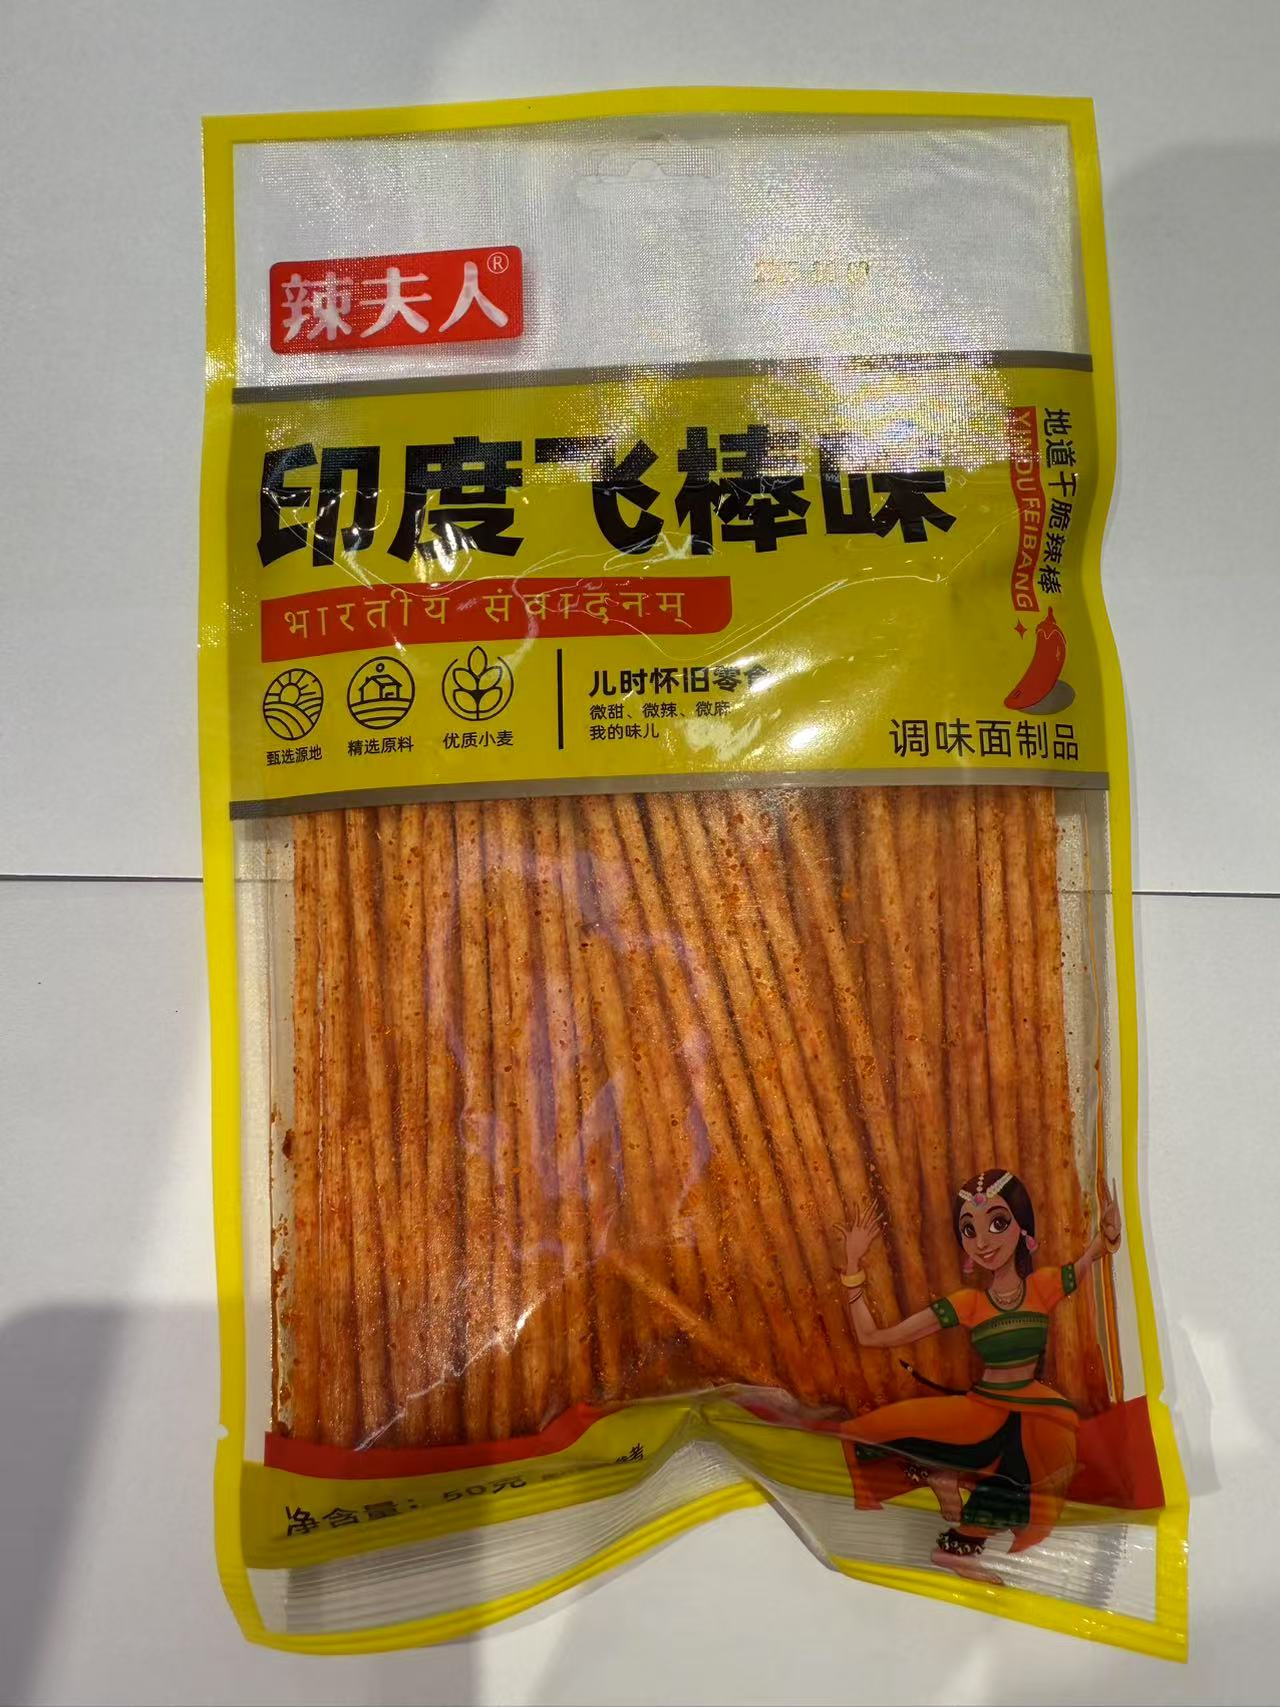 辣夫人®
印度飞棒味
地道干脆辣棒
YINDUFEIBANG
भारतीय संवादनम्
儿时怀旧零食
微甜、微辣、微麻
我的味儿
甄选源地
精选原料
优质小麦
调味面制品
净含量：50克